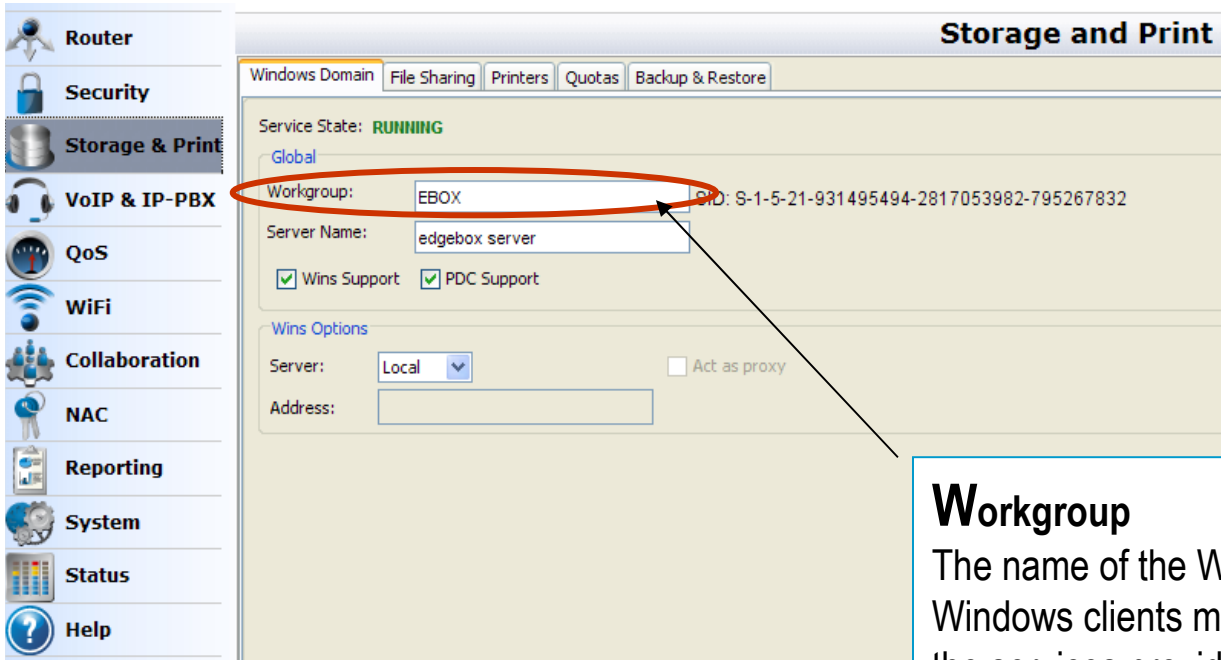 Router
Security
Storage & Print
VoIP & IP-PBX
QoS
WiFi
Collaboration
NAC
Reporting
System
Status
Help
Storage and Print
Windows Domain File Sharing Printers Quotas Backup & Restore
Service State: RUNNING
Global
Workgroup: EBOX SID: S-1-5-21-931495494-2817053982-795267832
Server Name: edgebox server
Wins Support PDC Support
Wins Options
Server: Local Act as proxy
Address:
Workgroup
The name of the W
Windows clients m